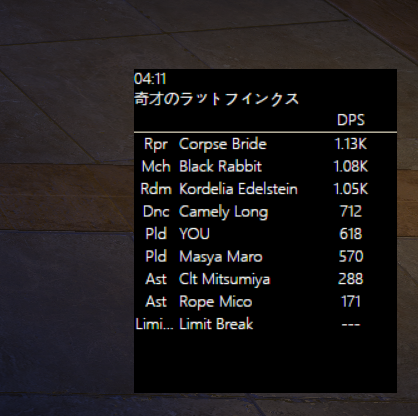 04:11
奇才のラットフインクス
DPS
Rpr Corpse Bride 1.13K
Mch Black Rabbit 1.08K
Rdm Kordelia Edelstein 1.05K
Dnc Camely Long 712
Pld YOU 618
Pld Masya Maro 570
Ast Clt Mitsumiya 288
Ast Rope Mico 171
Limi... Limit Break ---